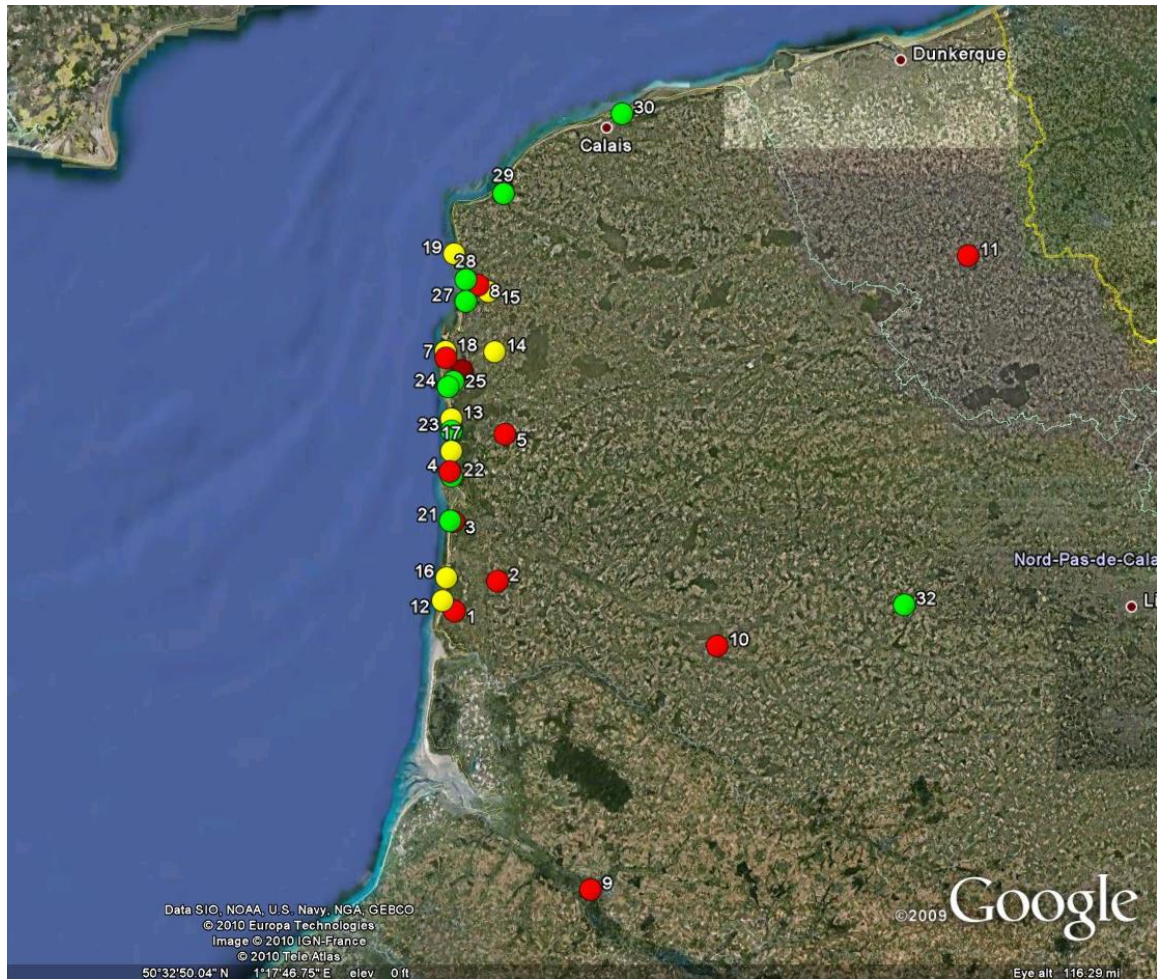 Dunkerque
30
Calais
29
19
11
28
8
27
15
18
7
14
24
25
13
23
17
5
4
22
21
3
Nord-Pas-de-Cala
16
2
12
1
32
Li
10
9
Data SIO, NOAA, U.S. Navy, NGA, GEBCO
© 2010 Europa Technologies
Image © 2010 IGN-France
© 2010 Tele Atlas
©2009 Google
50°32'50.04" N 1°17'46.75" E elev 0 ft Eye alt 116.29 mi